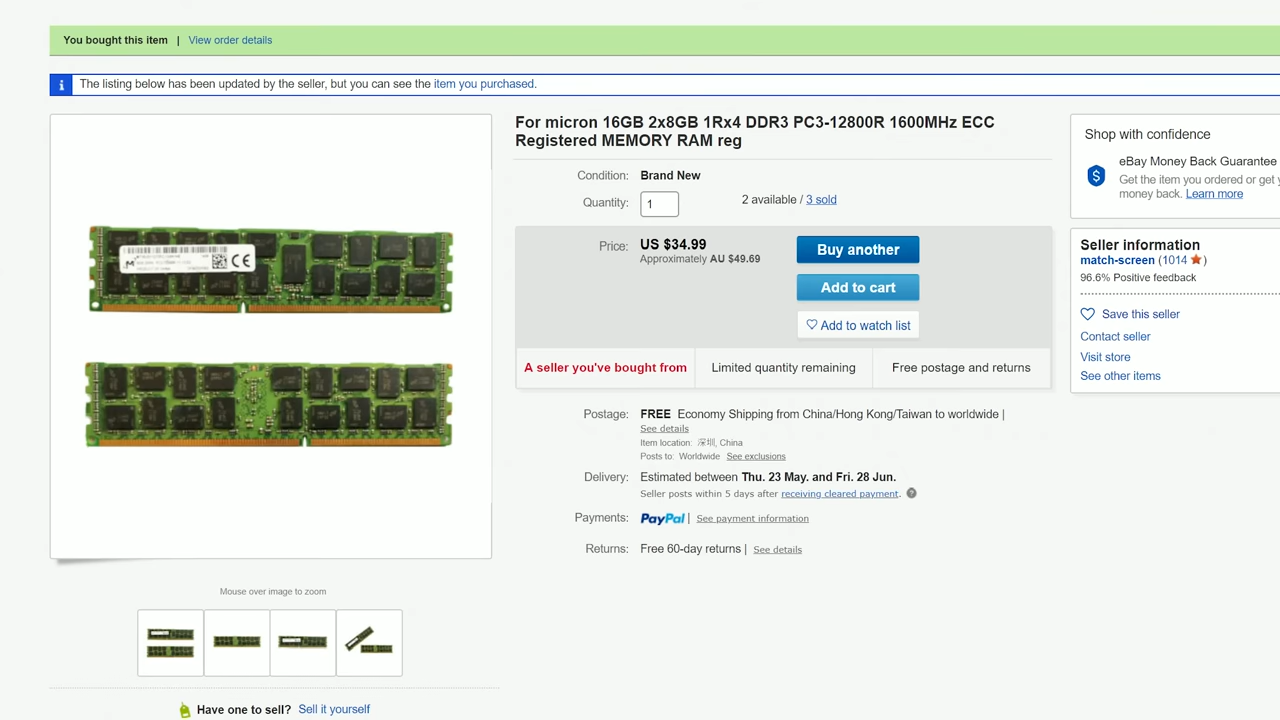 You bought this item | View order details
The listing below has been updated by the seller, but you can see the item you purchased.
For micron 16GB 2x8GB 1Rx4 DDR3 PC3-12800R 1600MHz ECC
Registered MEMORY RAM reg
Condition: Brand New
Quantity: 1
2 available / 3 sold
Price: US $34.99
Approximately AU $49.69
Buy another
Add to cart
Add to watch list
A seller you've bought from
Limited quantity remaining
Free postage and returns
Postage: FREE Economy Shipping from China/Hong Kong/Taiwan to worldwide |
See details
Item location: 深圳, China
Posts to: Worldwide See exclusions
Delivery: Estimated between Thu. 23 May. and Fri. 28 Jun.
Seller posts within 5 days after receiving cleared payment. ?
Payments: PayPal | See payment information
Returns: Free 60-day returns | See details
Shop with confidence
eBay Money Back Guarantee
Get the item you ordered or get
money back. Learn more
Seller information
match-screen (1014 ★)
96.6% Positive feedback
Save this seller
Contact seller
Visit store
See other items
Mouse over image to zoom
Have one to sell? Sell it yourself